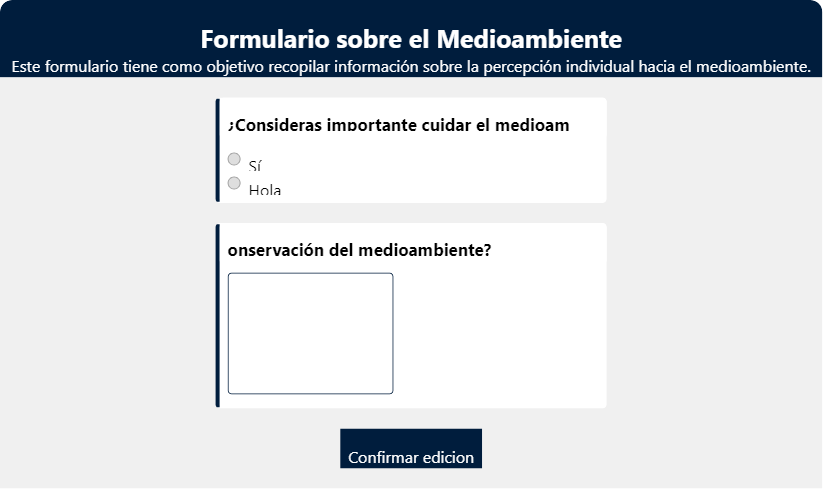 Formulario sobre el Medioambiente
Este formulario tiene como objetivo recopilar información sobre la percepción individual hacia el medioambiente.
¿Consideras importante cuidar el medioam
Sí
Hola
onservación del medioambiente?
Confirmar edicion